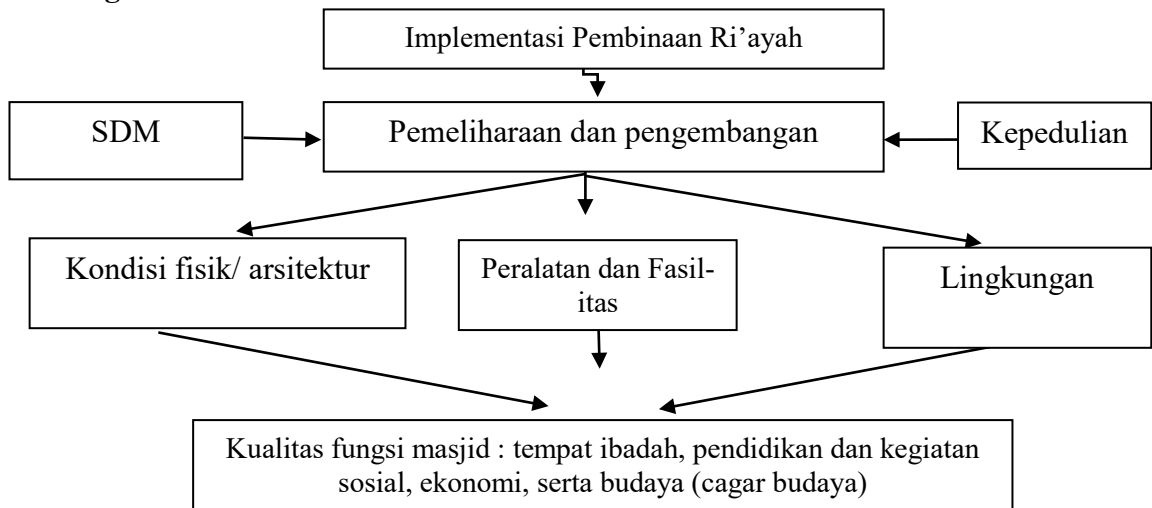 Implementasi Pembinaan Ri’ayah
SDM
Pemeliharaan dan pengembangan
Kepedulian
Kondisi fisik/ arsitektur
Peralatan dan Fasil-
itas
Lingkungan
Kualitas fungsi masjid : tempat ibadah, pendidikan dan kegiatan
sosial, ekonomi, serta budaya (cagar budaya)